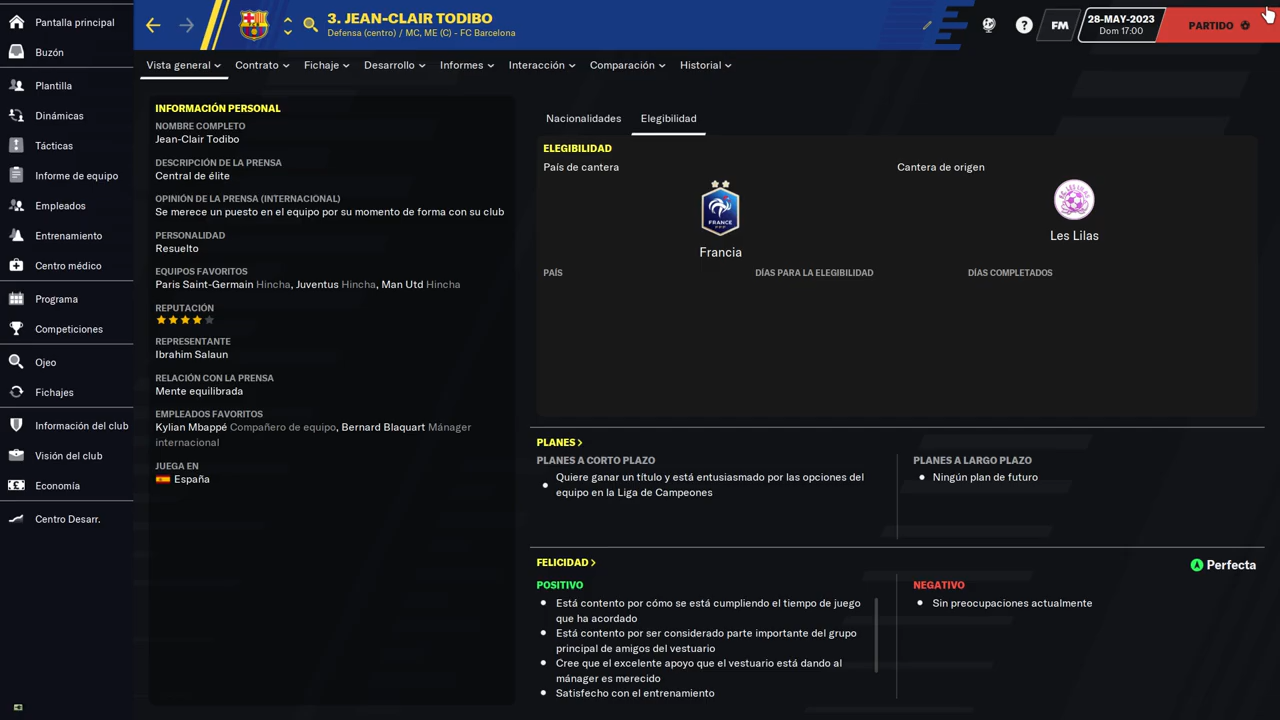 Pantalla principal
Buzón
Plantilla
Dinámicas
Tácticas
Informe de equipo
Empleados
Entrenamiento
Centro médico
Programa
Competiciones
Ojeo
Fichajes
Información del club
Visión del club
Economía
Centro Desarr.
3. JEAN-CLAIR TODIBO
Defensa (centro) / MC, ME (C) - FC Barcelona
FM
28-MAY-2023
Dom 17:00
PARTIDO
Vista general
Contrato
Fichaje
Desarrollo
Informes
Interacción
Comparación
Historial
INFORMACIÓN PERSONAL
NOMBRE COMPLETO
Jean-Clair Todibo
DESCRIPCIÓN DE LA PRENSA
Central de élite
OPINIÓN DE LA PRENSA (INTERNACIONAL)
Se merece un puesto en el equipo por su momento de forma con su club
PERSONALIDAD
Resuelto
EQUIPOS FAVORITOS
Paris Saint-Germain Hincha, Juventus Hincha, Man Utd Hincha
REPUTACIÓN
REPRESENTANTE
Ibrahim Salaun
RELACIÓN CON LA PRENSA
Mente equilibrada
EMPLEADOS FAVORITOS
Kylian Mbappé Compañero de equipo, Bernard Blaquart Mánager
internacional
JUEGA EN
España
Nacionalidades
Elegibilidad
ELEGIBILIDAD
País de cantera
Cantera de origen
FRANCE
Francia
Les Lilas
PAÍS
DÍAS PARA LA ELEGIBILIDAD
DÍAS COMPLETADOS
PLANES
PLANES A CORTO PLAZO
Quiere ganar un título y está entusiasmado por las opciones del
equipo en la Liga de Campeones
PLANES A LARGO PLAZO
Ningún plan de futuro
FELICIDAD
Perfecta
POSITIVO
Está contento por cómo se está cumpliendo el tiempo de juego
que ha acordado
Está contento por ser considerado parte importante del grupo
principal de amigos del vestuario
Cree que el excelente apoyo que el vestuario está dando al
mánager es merecido
Satisfecho con el entrenamiento
NEGATIVO
Sin preocupaciones actualmente